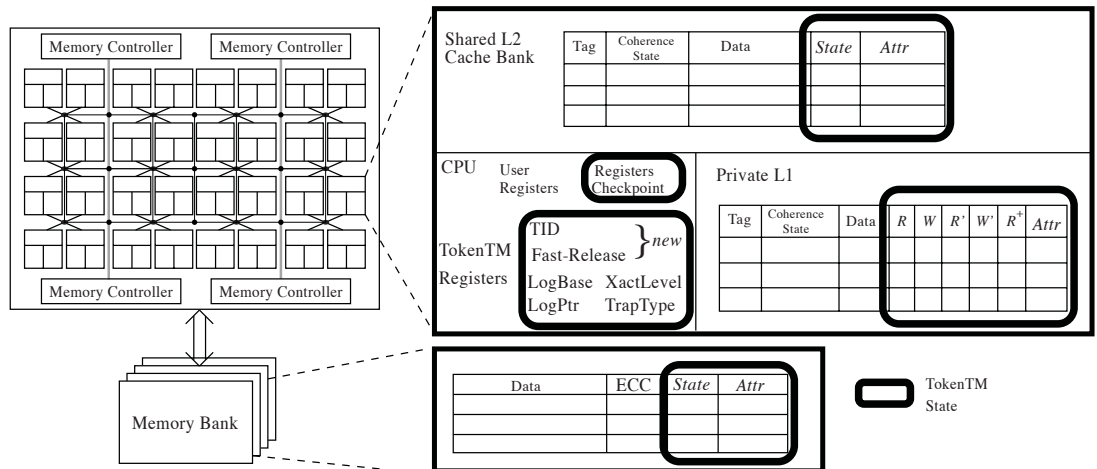 Memory Controller
Memory Controller
Memory Controller
Memory Controller
Memory Bank
Shared L2
Cache Bank
Tag
Coherence
State
Data
State
Attr
CPU
User
Registers
Registers
Checkpoint
TokenTM
Registers
TID
Fast-Release
} new
LogBase XactLevel
LogPtr TrapType
Private L1
Tag
Coherence
State
Data
R
W
R'
W'
R+
Attr
Data
ECC
State
Attr
TokenTM
State